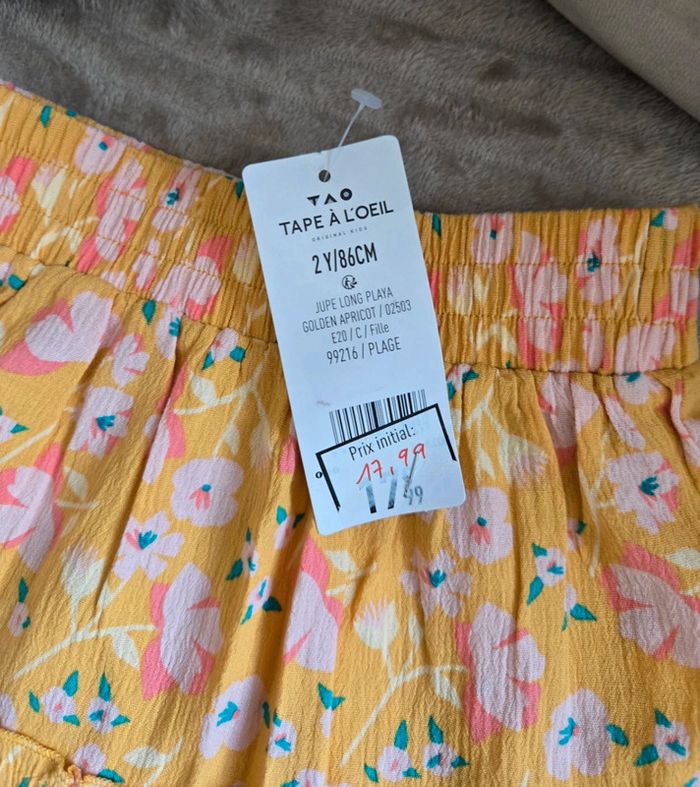 TAO
TAPE À L'OEIL
ORIGINAL KIDS
2Y/86CM
JUPE LONG PLAYA
GOLDEN APRICOT / 02503
E20 / C / Fille
99216 / PLAGE
Prix initial:
17,99
17,99